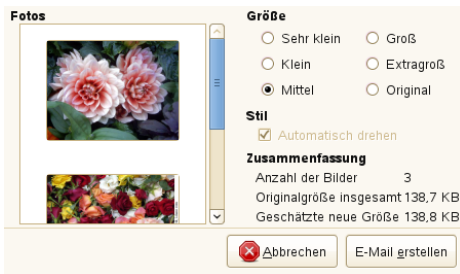 Fotos
Größe
Sehr klein
Groß
Klein
Extragroß
Mittel
Original
Stil
Automatisch drehen
Zusammenfassung
Anzahl der Bilder 3
Originalgröße insgesamt 138,7 KB
Geschätzte neue Größe 138,8 KB
Abbrechen
E-Mail erstellen